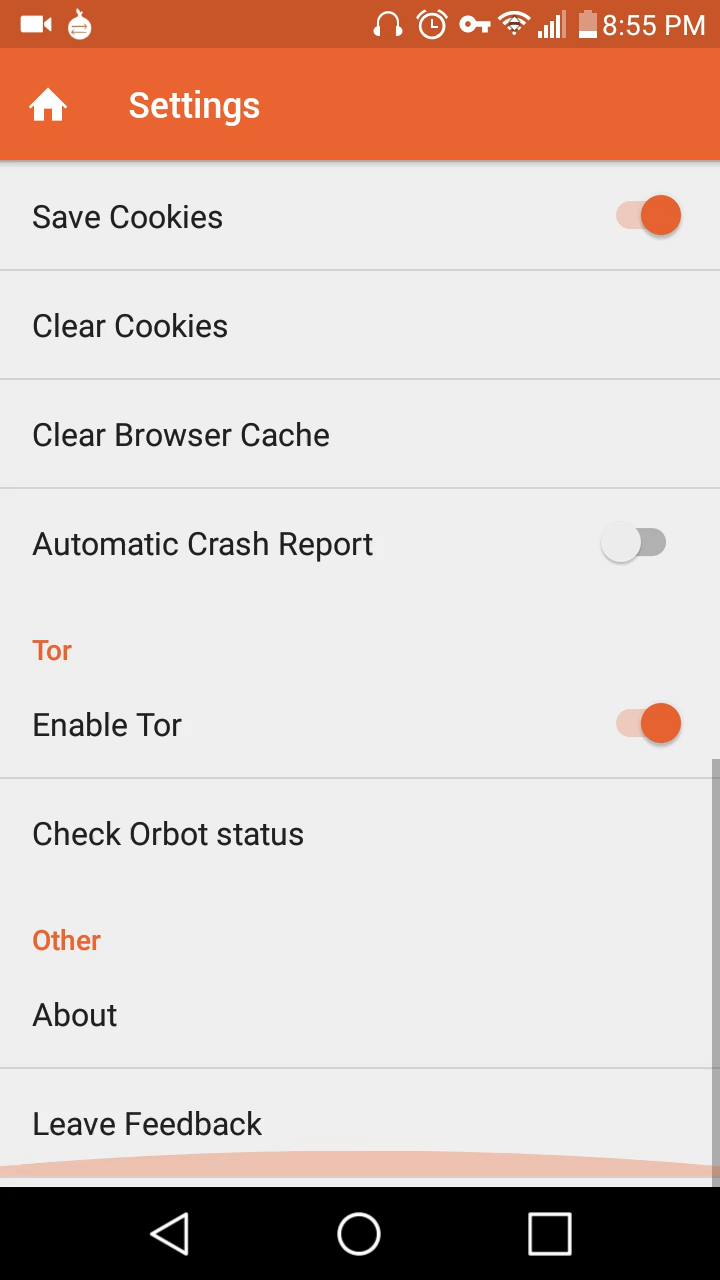 8:55 PM
Settings
Save Cookies
Clear Cookies
Clear Browser Cache
Automatic Crash Report
Tor
Enable Tor
Check Orbot status
Other
About
Leave Feedback